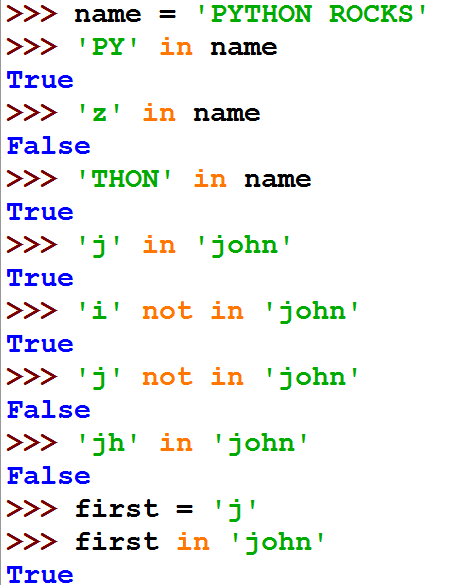 >>> name = 'PYTHON ROCKS'
>>> 'PY' in name
True
>>> 'z' in name
False
>>> 'THON' in name
True
>>> 'j' in 'john'
True
>>> 'i' not in 'john'
True
>>> 'j' not in 'john'
False
>>> 'jh' in 'john'
False
>>> first = 'j'
>>> first in 'john'
True